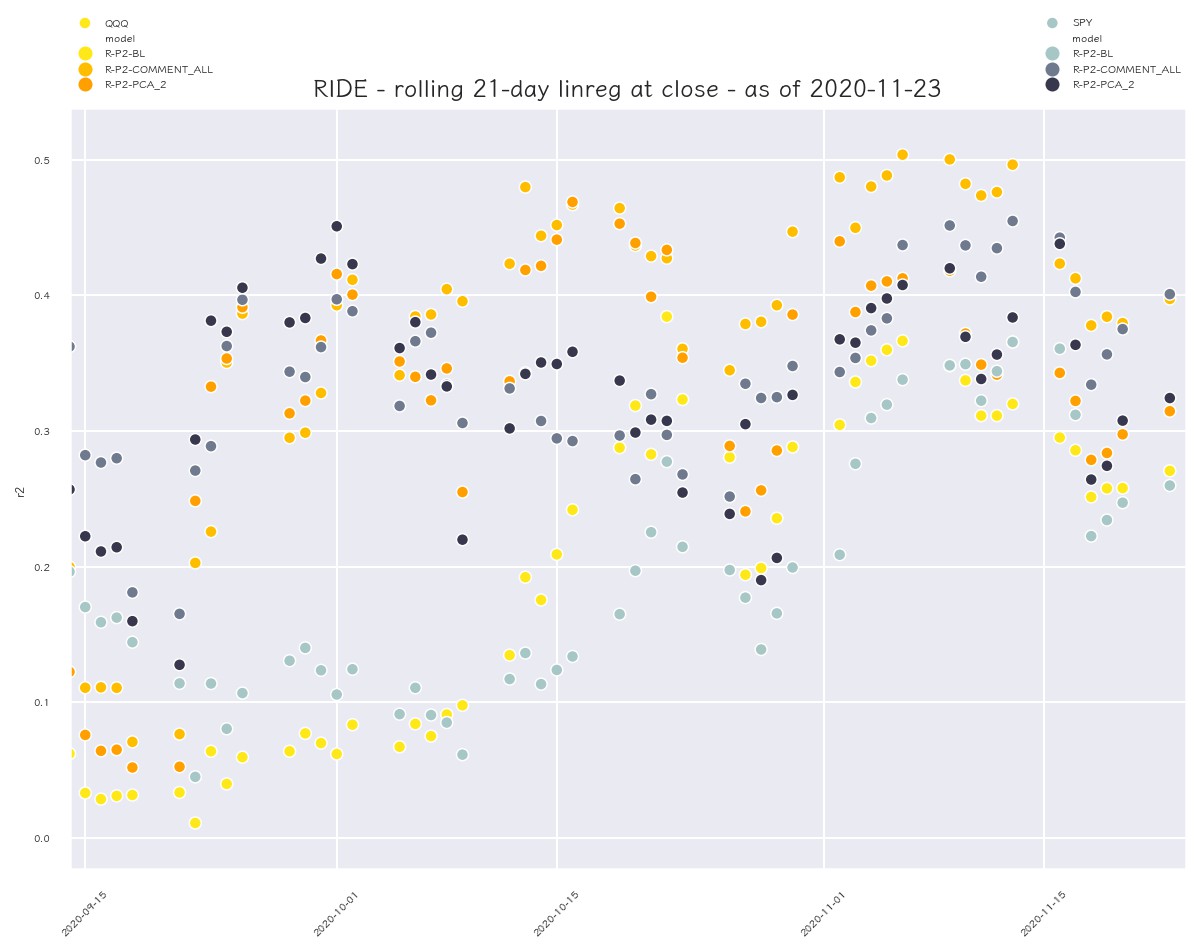 QQQ
model
R-P2-BL
R-P2-COMMENT_ALL
R-P2-PCA_2
SPY
model
R-P2-BL
R-P2-COMMENT_ALL
R-P2-PCA_2
RIDE - rolling 21-day linreg at close - as of 2020-11-23
0.5
0.4
0.3
0.2
0.1
0.0
r2
2020-09-15
2020-10-01
2020-10-15
2020-11-01
2020-11-15